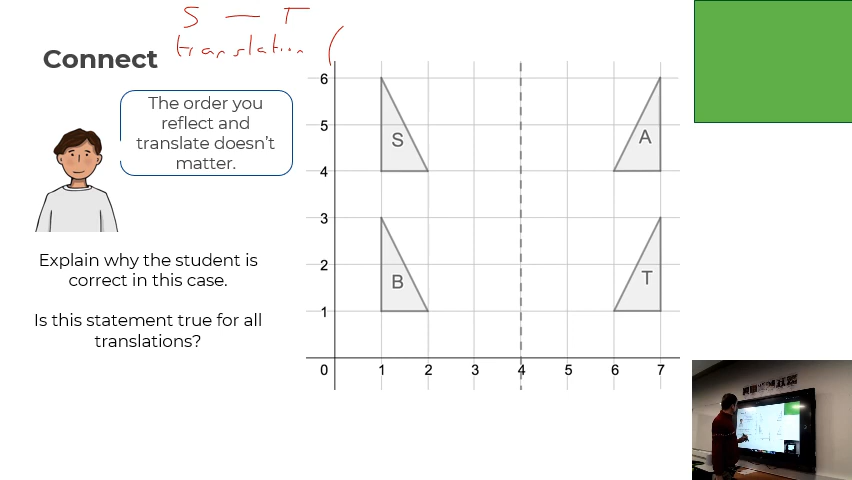 S — T
translation (
Connect
The order you
reflect and
translate doesn't
matter.
Explain why the student is
correct in this case.
Is this statement true for all
translations?
6
5
4
3
2
1
S
A
B
T
0 1 2 3 4 5 6 7